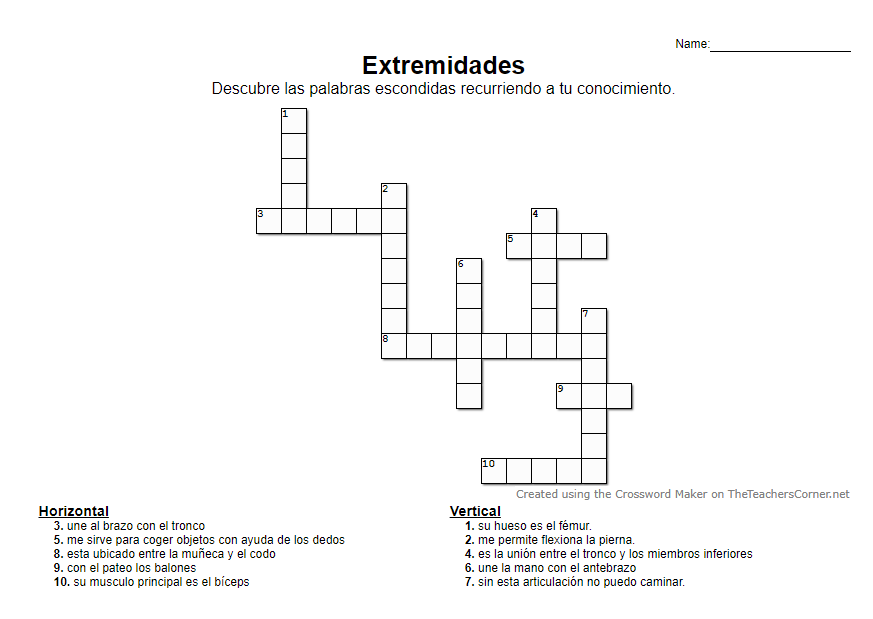 Name:
Extremidades
Descubre las palabras escondidas recurriendo a tu conocimiento.
1
2
3
4
5
6
7
8
9
10
Created using the Crossword Maker on TheTeachersCorner.net
Horizontal
3. une al brazo con el tronco
5. me sirve para coger objetos con ayuda de los dedos
8. esta ubicado entre la muñeca y el codo
9. con el pateo los balones
10. su musculo principal es el bíceps
Vertical
1. su hueso es el fémur.
2. me permite flexiona la pierna.
4. es la unión entre el tronco y los miembros inferiores
6. une la mano con el antebrazo
7. sin esta articulación no puedo caminar.